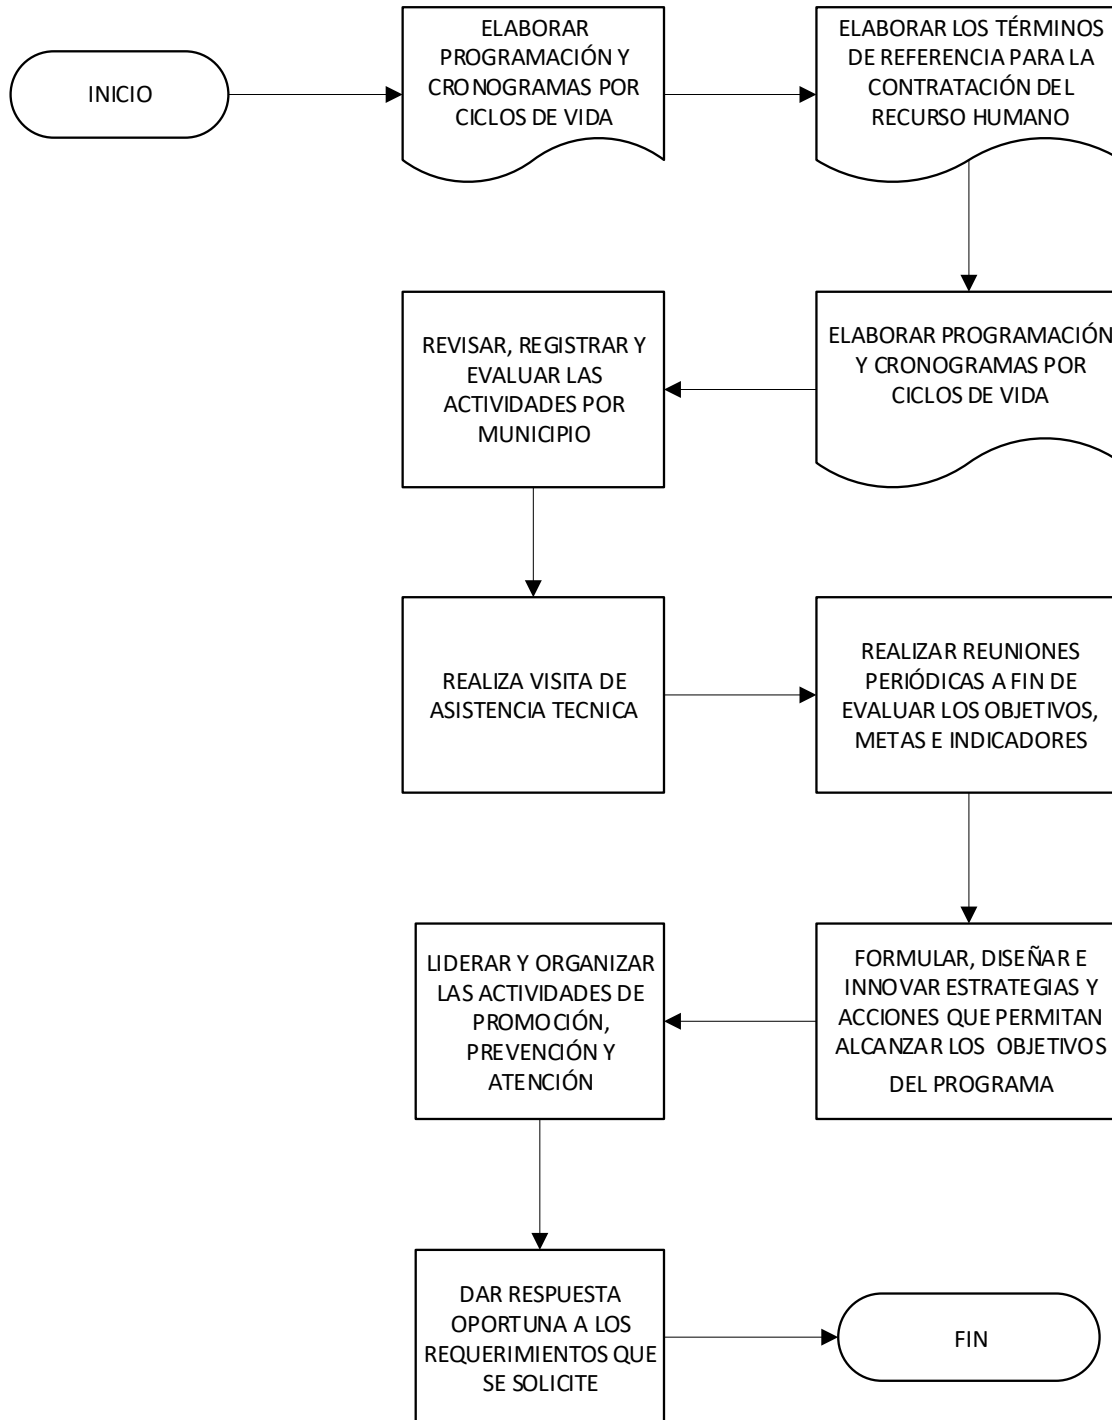 INICIO
ELABORAR
PROGRAMACIÓN Y
CRONOGRAMAS POR
CICLOS DE VIDA
ELABORAR LOS TÉRMINOS
DE REFERENCIA PARA LA
CONTRATACIÓN DEL
RECURSO HUMANO
ELABORAR PROGRAMACIÓN
Y CRONOGRAMAS POR
CICLOS DE VIDA
REVISAR, REGISTRAR Y
EVALUAR LAS
ACTIVIDADES POR
MUNICIPIO
REALIZA VISITA DE
ASISTENCIA TECNICA
REALIZAR REUNIONES
PERIÓDICAS A FIN DE
EVALUAR LOS OBJETIVOS,
METAS E INDICADORES
FORMULAR, DISEÑAR E
INNOVAR ESTRATEGIAS Y
ACCIONES QUE PERMITAN
ALCANZAR LOS OBJETIVOS
DEL PROGRAMA
LIDERAR Y ORGANIZAR
LAS ACTIVIDADES DE
PROMOCIÓN,
PREVENCIÓN Y
ATENCIÓN
DAR RESPUESTA
OPORTUNA A LOS
REQUERIMIENTOS QUE
SE SOLICITE
FIN